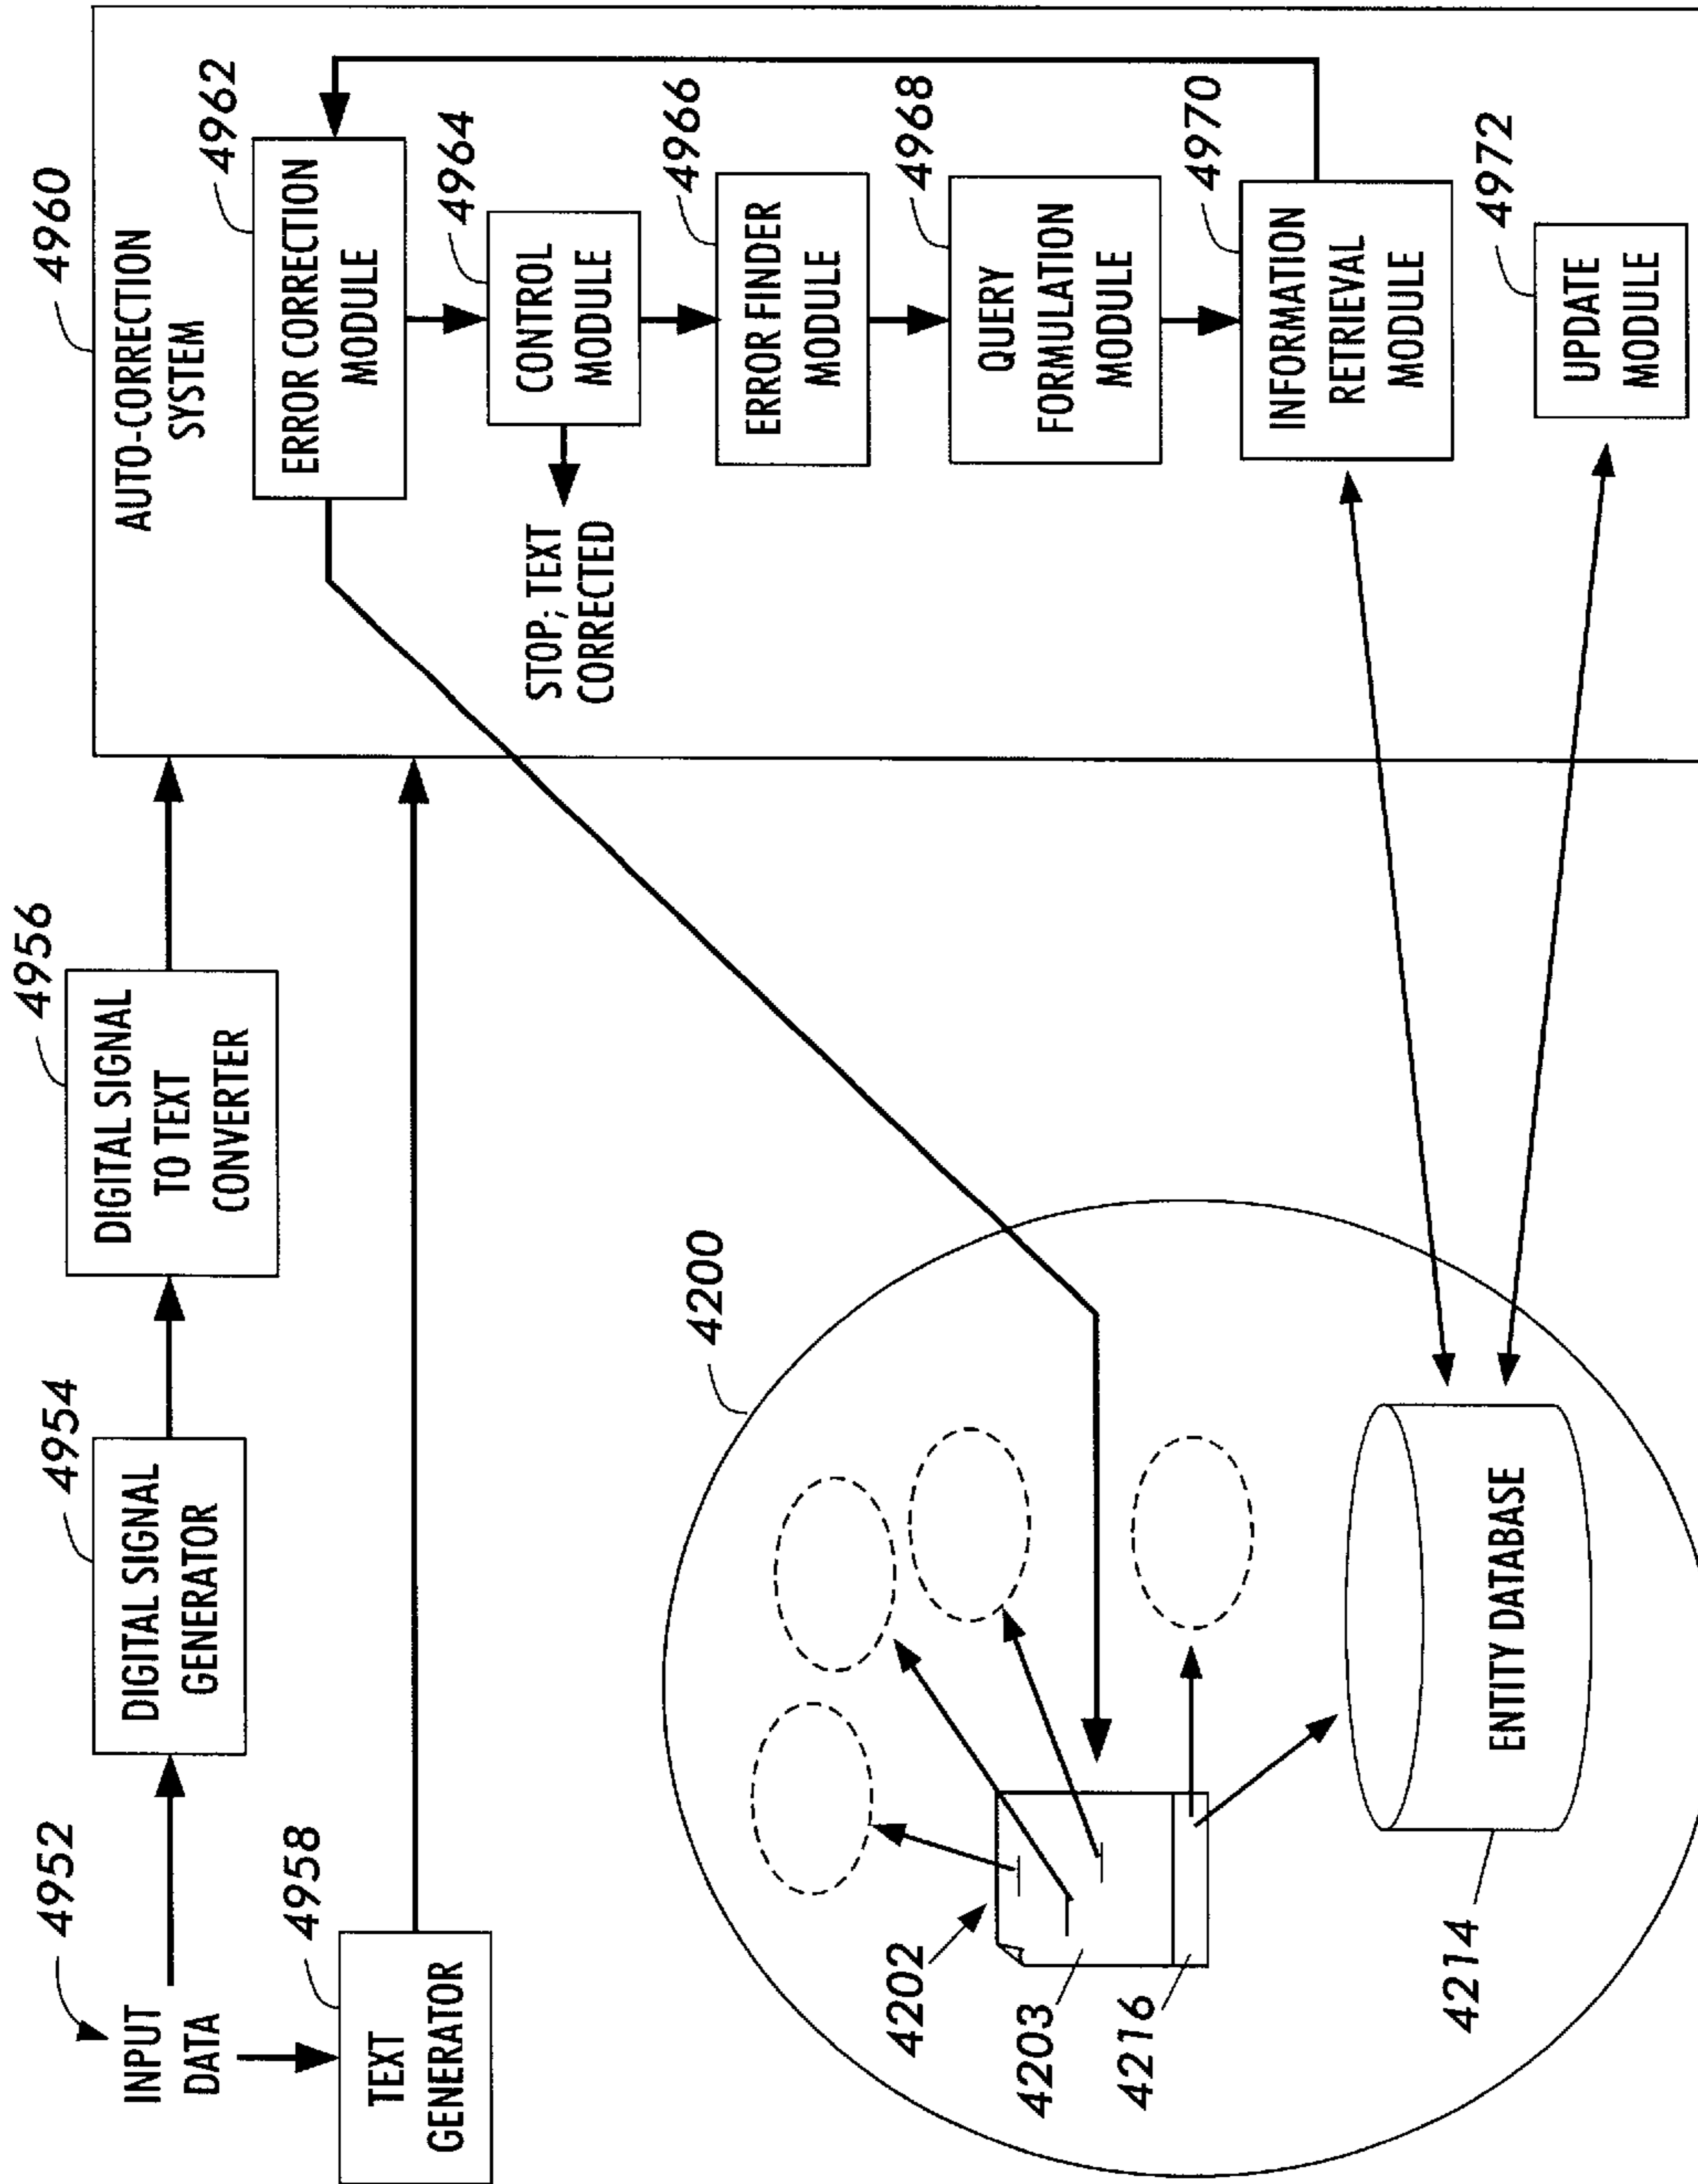 4952
INPUT
DATA
4954
DIGITAL SIGNAL
GENERATOR
4956
DIGITAL SIGNAL
TO TEXT
CONVERTER
4958
TEXT
GENERATOR
4960
AUTO-CORRECTION
SYSTEM
4962
ERROR CORRECTION
MODULE
4964
CONTROL
MODULE
STOP; TEXT
CORRECTED
4966
ERROR FINDER
MODULE
4968
QUERY
FORMULATION
MODULE
4970
INFORMATION
RETRIEVAL
MODULE
4972
UPDATE
MODULE
4200
4202
4203
4216
4214
ENTITY DATABASE